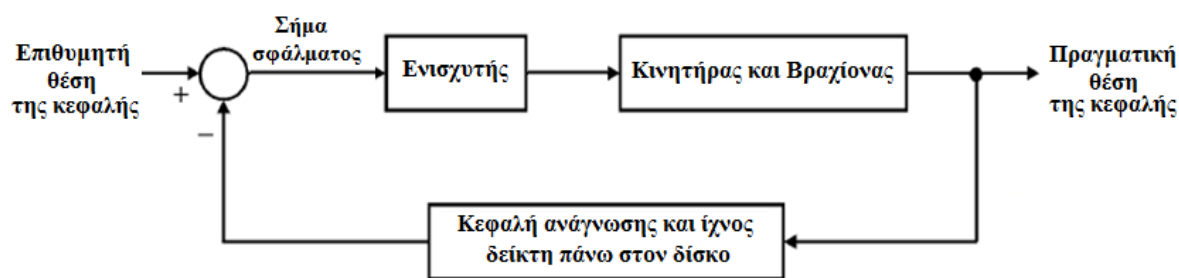 Επιθυμητή
θέση
της κεφαλής
+
−
Σήμα
σφάλματος
Ενισχυτής
Κινητήρας και Βραχίονας
Πραγματική
θέση
της κεφαλής
Κεφαλή ανάγνωσης και ίχνος
δείκτη πάνω στον δίσκο